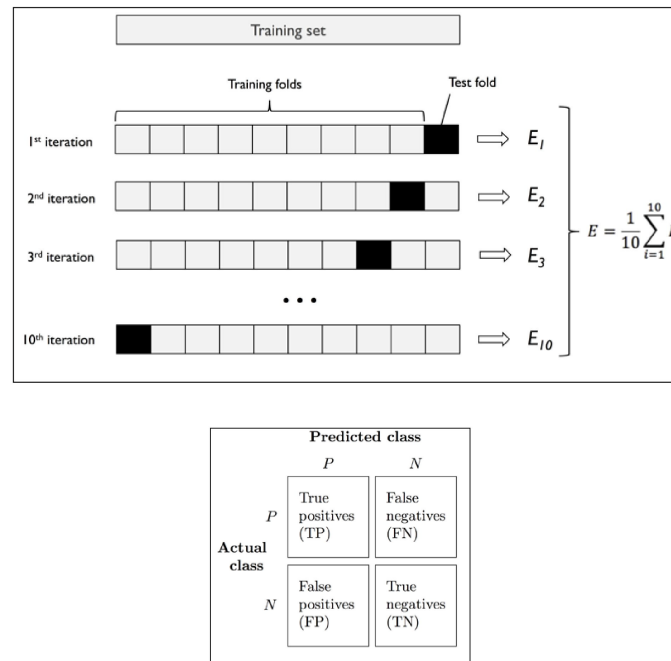 Training set
Training folds
Test fold
1st iteration
E1
2nd iteration
E2
3rd iteration
E3
E = 1/10 10∑i=1
...
10th iteration
E10
Predicted class
P N
P
True
positives
(TP)
False
negatives
(FN)
Actual
class
N
False
positives
(FP)
True
negatives
(TN)